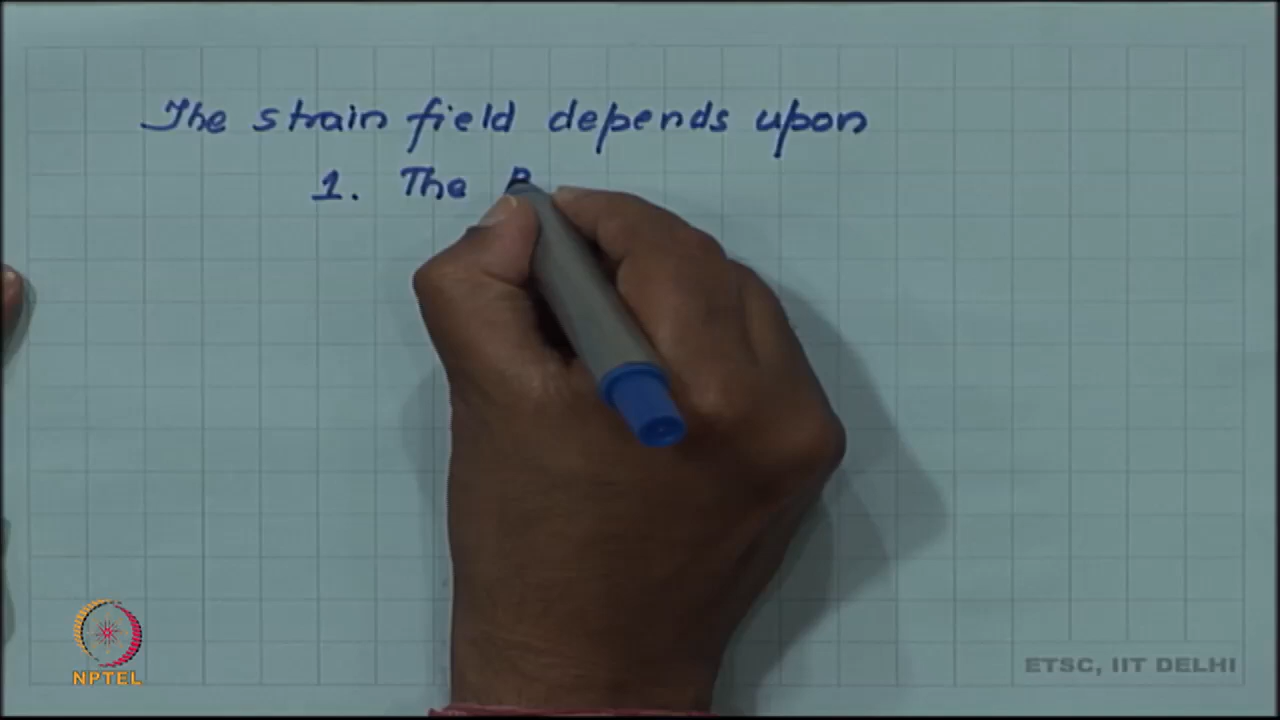 The strain field depends upon
1. The
NPTEL
ETSC, IIT DELHI